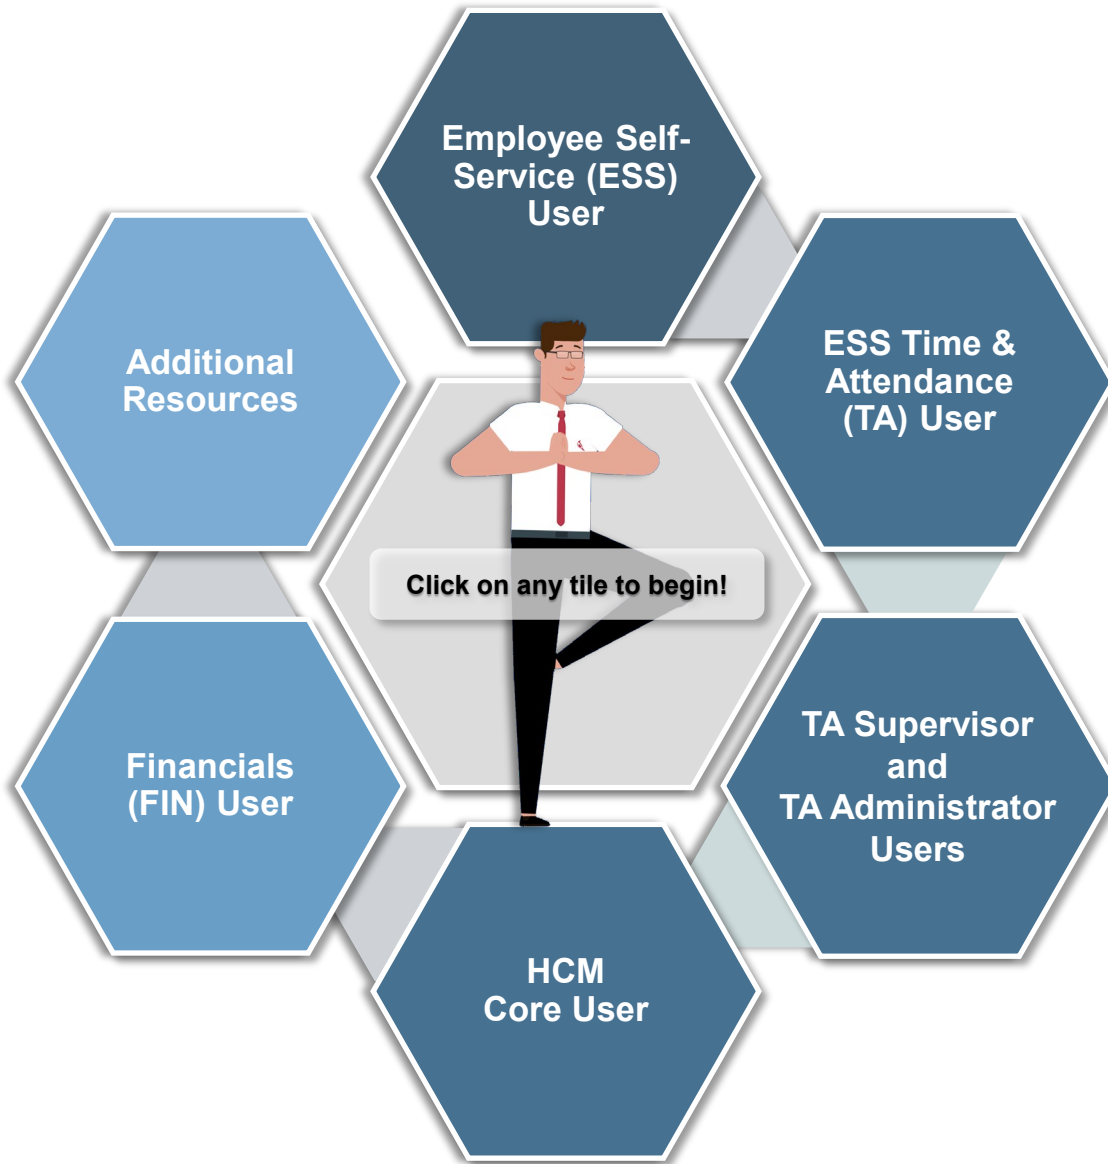 Employee Self-
Service (ESS)
User
ESS Time &
Attendance
(TA) User
TA Supervisor
and
TA Administrator
Users
HCM
Core User
Financials
(FIN) User
Additional
Resources
Click on any tile to begin!